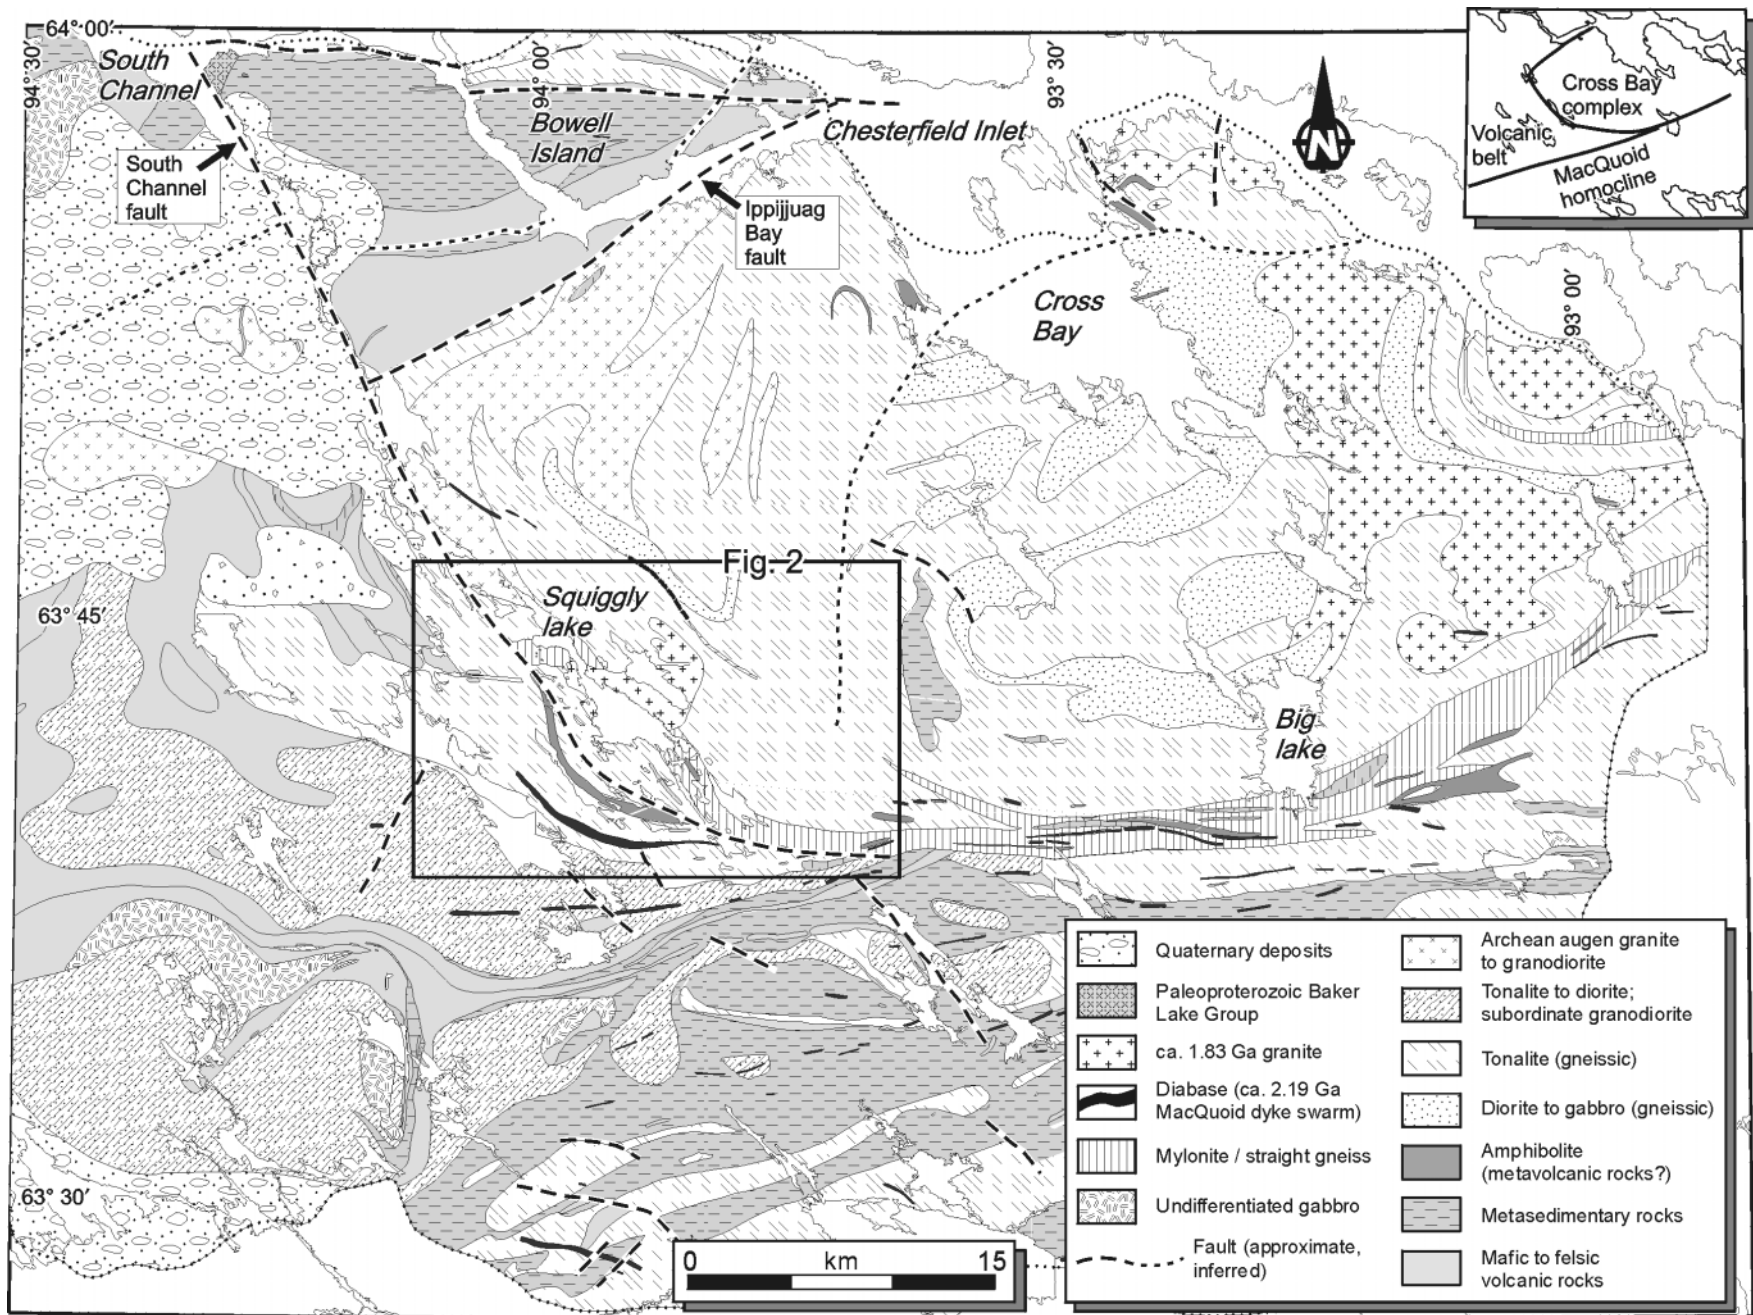 64° 00′
94° 30′
South
Channel
94° 00′
93° 30′
Bowell
Island
Chesterfield Inlet
South
Channel
fault
Ippijjuag
Bay
fault
N
Cross Bay
complex
Volcanic
belt
MacQuoid
homocline
Cross
Bay
93° 00′
Fig. 2
Squiggly
lake
63° 45′
Big
lake
63° 30′
0 km 15
Quaternary deposits
Paleoproterozoic Baker
Lake Group
ca. 1.83 Ga granite
Diabase (ca. 2.19 Ga
MacQuoid dyke swarm)
Mylonite / straight gneiss
Undifferentiated gabbro
Fault (approximate,
inferred)
Archean augen granite
to granodiorite
Tonalite to diorite;
subordinate granodiorite
Tonalite (gneissic)
Diorite to gabbro (gneissic)
Amphibolite
(metavolcanic rocks?)
Metasedimentary rocks
Mafic to felsic
volcanic rocks